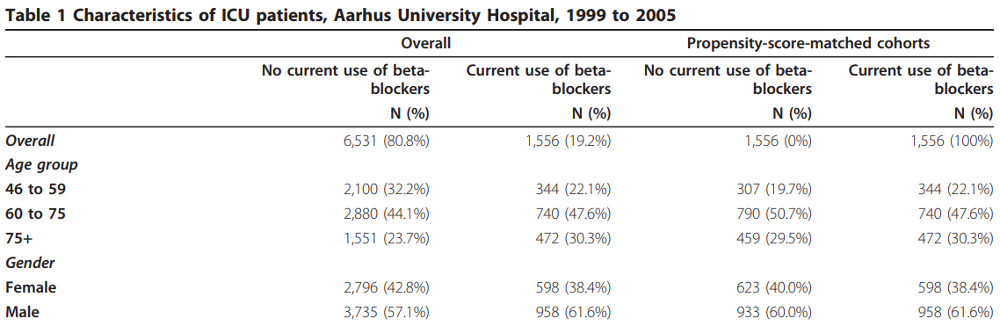 Table 1 Characteristics of ICU patients, Aarhus University Hospital, 1999 to 2005
Overall Propensity-score-matched cohorts
No current use of beta- Current use of beta- No current use of beta- Current use of beta-
blockers blockers blockers blockers
N (%) N (%) N (%) N (%)
Overall 6,531 (80.8%) 1,556 (19.2%) 1,556 (0%) 1,556 (100%)
Age group
46 to 59 2,100 (32.2%) 344 (22.1%) 307 (19.7%) 344 (22.1%)
60 to 75 2,880 (44.1%) 740 (47.6%) 790 (50.7%) 740 (47.6%)
75+ 1,551 (23.7%) 472 (30.3%) 459 (29.5%) 472 (30.3%)
Gender
Female 2,796 (42.8%) 598 (38.4%) 623 (40.0%) 598 (38.4%)
Male 3,735 (57.1%) 958 (61.6%) 933 (60.0%) 958 (61.6%)